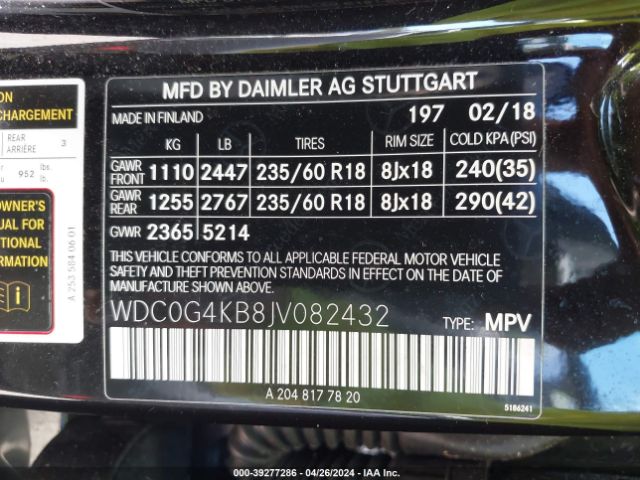 ON
CHARGEMENT
REAR
ARRIÈRE
3
952
lbs.
lb.
OWNER'S
UAL FOR
TIONAL
ORMATION
A 253 584 06 01
MFD BY DAIMLER AG STUTTGART
MADE IN FINLAND 197 02/18
KG LB TIRES RIM SIZE COLD KPA(PSI)
GAWR FRONT 1110 2447 235/60 R18 8Jx18 240(35)
GAWR REAR 1255 2767 235/60 R18 8Jx18 290(42)
GVWR 2365 5214
THIS VEHICLE CONFORMS TO ALL APPLICABLE FEDERAL MOTOR VEHICLE
SAFETY AND THEFT PREVENTION STANDARDS IN EFFECT ON THE DATE OF
MANUFACTURE SHOWN ABOVE.
WDC0G4KB8JV082432 TYPE: MPV
A 204 817 78 20
5186241
000-39277286 - 04/26/2024 - IAA Inc.